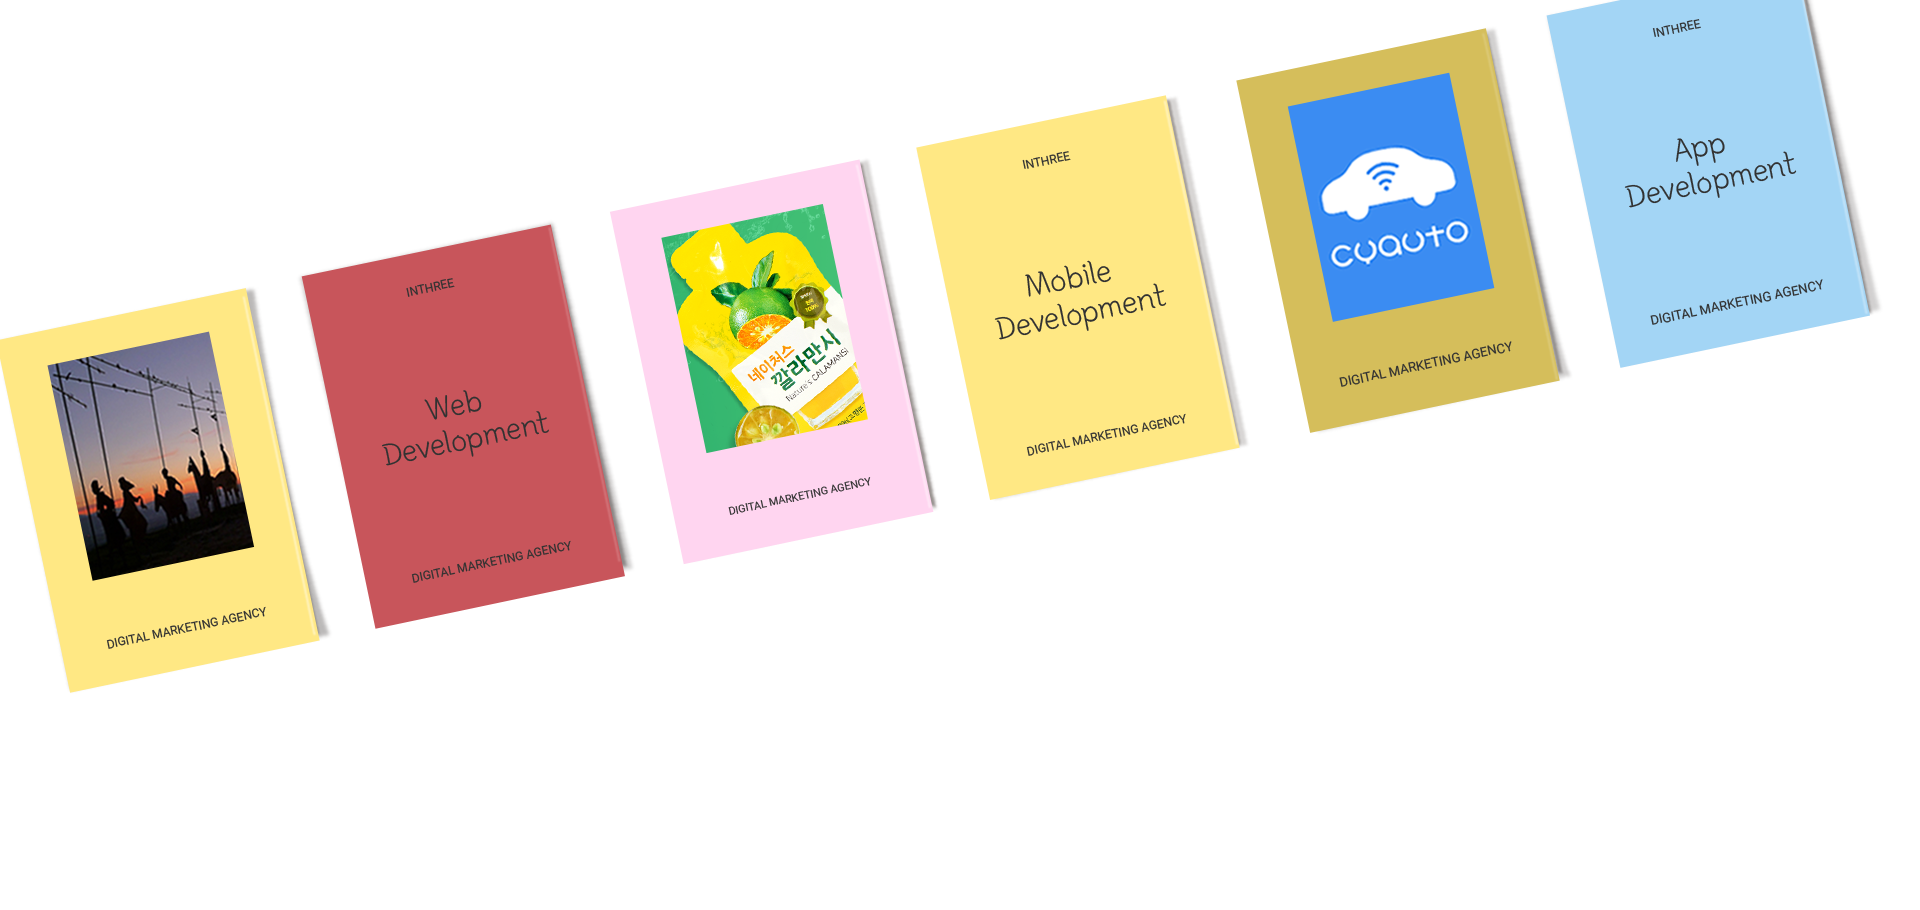 DIGITAL MARKETING AGENCY
INTHREE
Web
Development
DIGITAL MARKETING AGENCY
네이처스
깔라만시
Nature's CALAMANSI
DIGITAL MARKETING AGENCY
INTHREE
Mobile
Development
DIGITAL MARKETING AGENCY
cyauto
DIGITAL MARKETING AGENCY
INTHREE
App
Development
DIGITAL MARKETING AGENCY